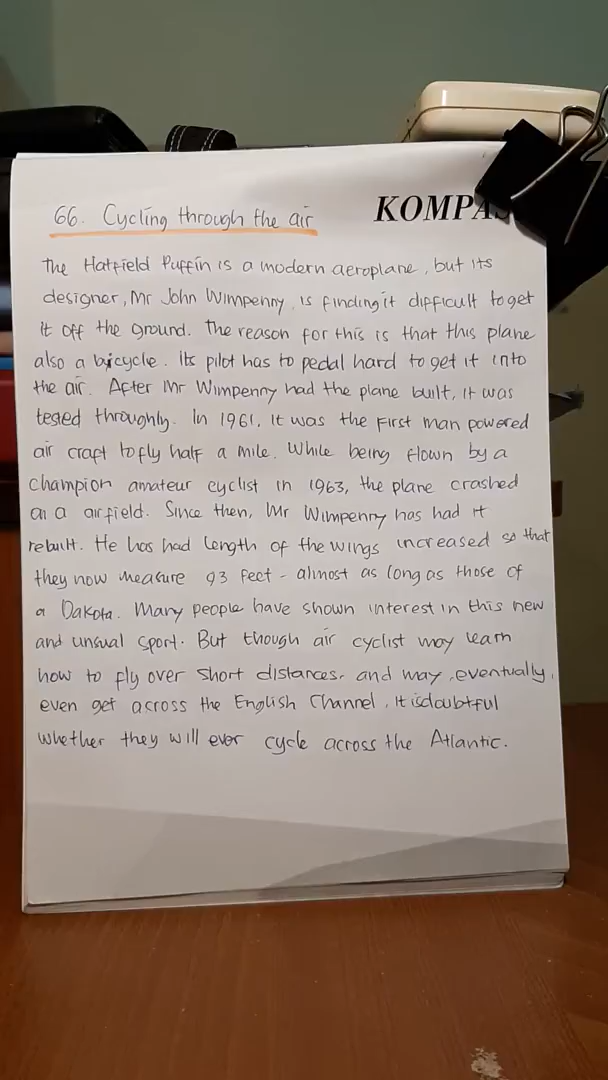 66. Cycling through the air
KOMPAS
The Hatfield Puffin is a modern aeroplane, but its
designer, Mr John Wimpenny, is finding it difficult to get
it off the ground. The reason for this is that this plane
also a bicycle. Its pilot has to pedal hard to get it into
the air. After Mr Wimpenny had the plane built, it was
tested throughly. In 1961, it was the first man powered
air craft to fly half a mile. While being flown by a
champion amateur cyclist in 1963, the plane crashed
on a airfield. Since then, Mr Wimpenny has had it
rebuilt. He has had length of the wings increased so that
they now measure 93 feet - almost as long as those of
a Dakota. Many people have shown interest in this new
and unsual sport. But though air cyclist may learn
how to fly over short distances, and may, eventually,
even get across the English Channel, it is doubtful
whether they will ever cycle across the Atlantic.